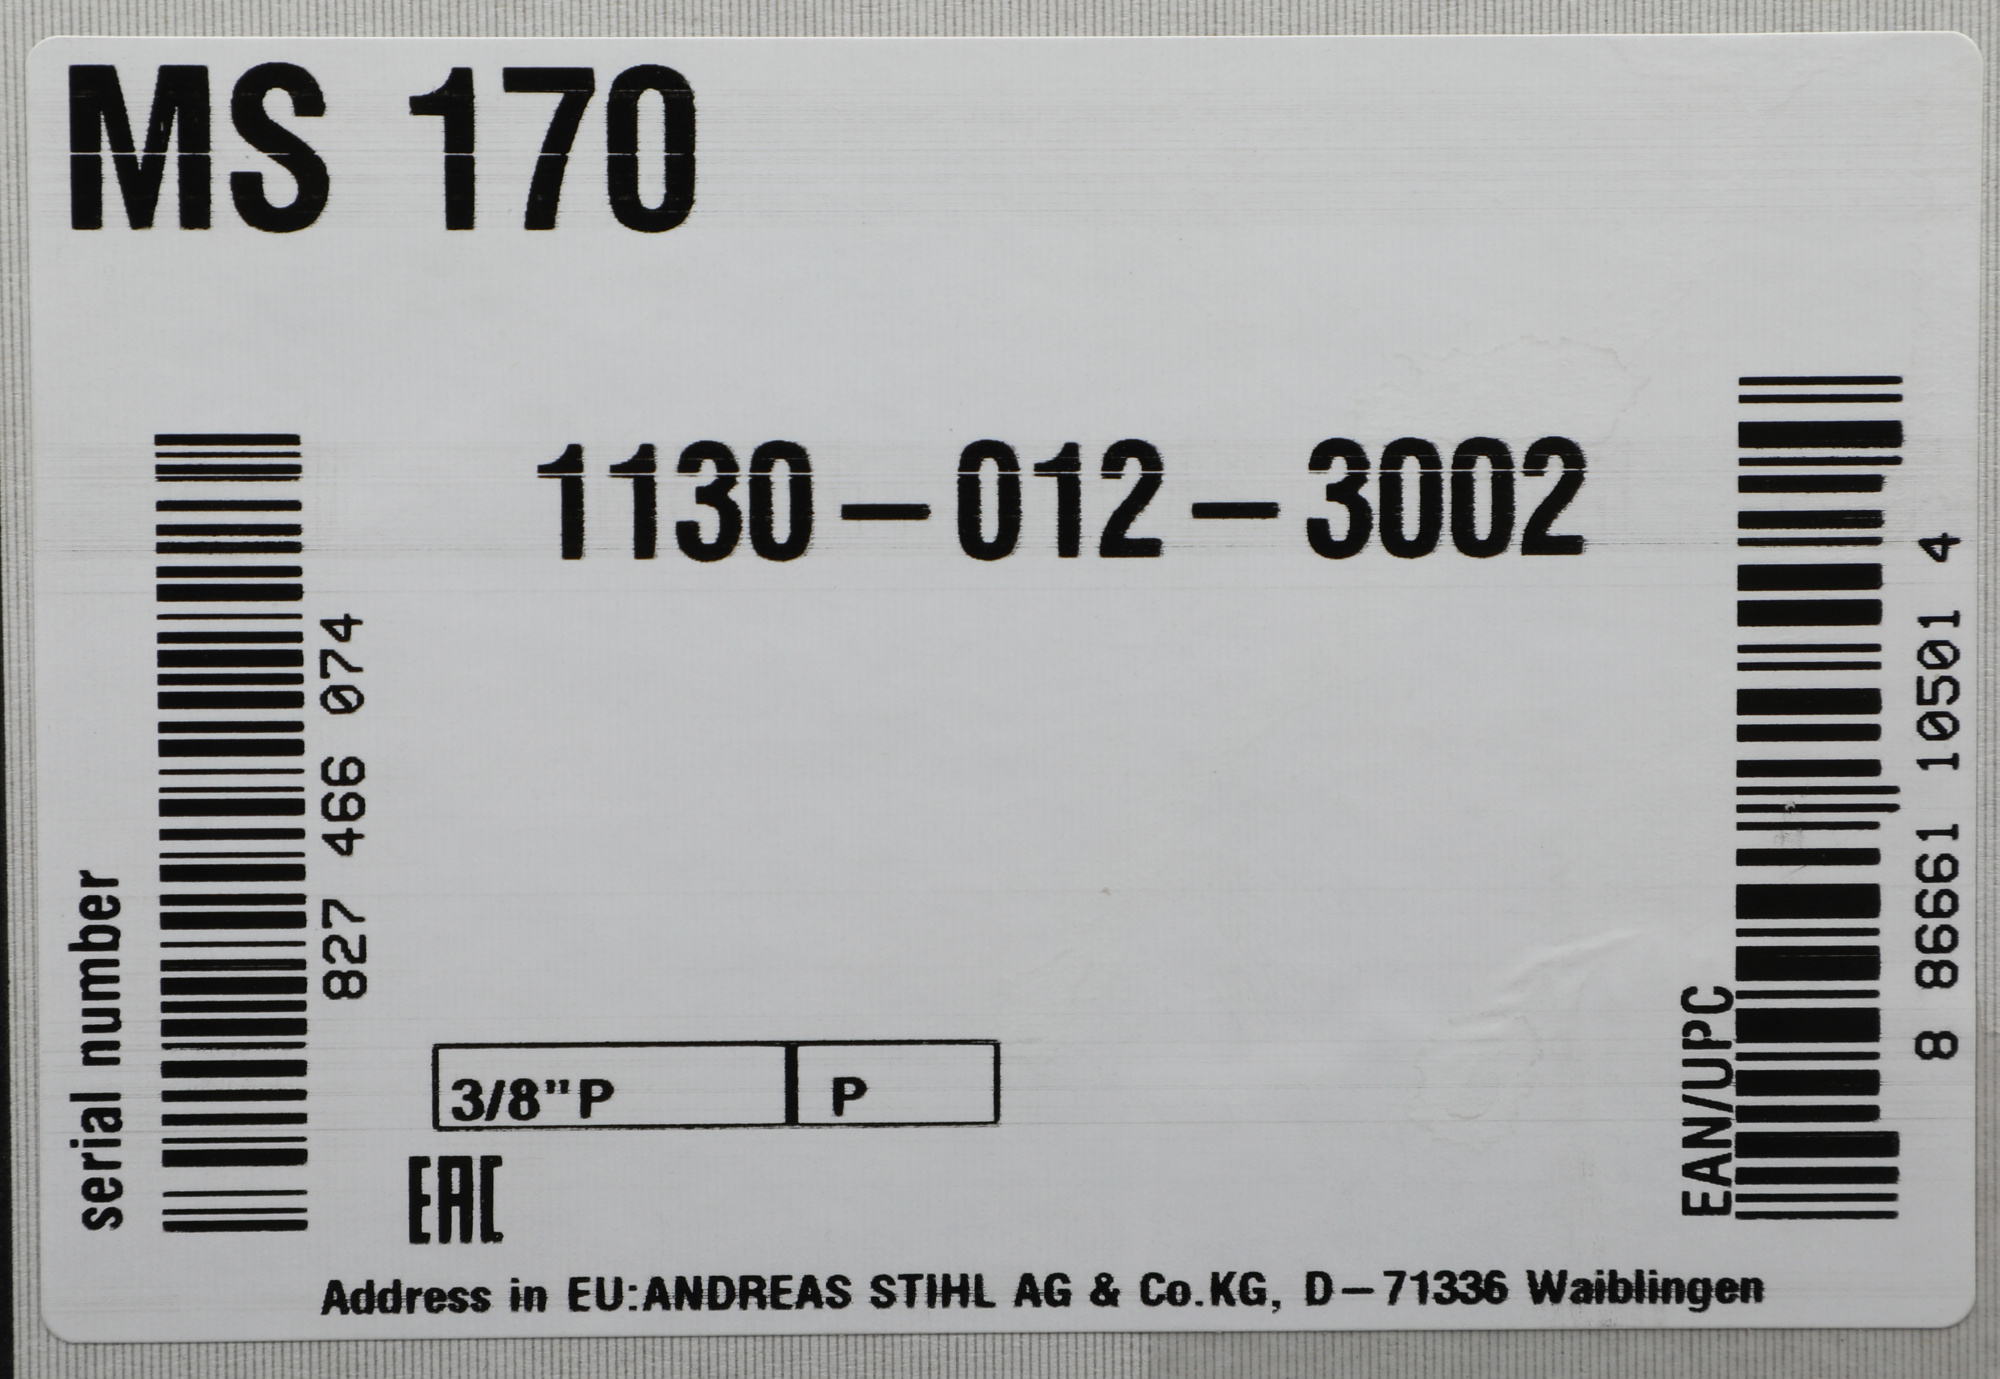 MS 170
1130-012-3002
serial number
827 466 074
EAN/UPC
8 86661 10501 4
3/8"P
P
EAC
Address in EU:ANDREAS STIHL AG & Co.KG, D-71336 Waiblingen